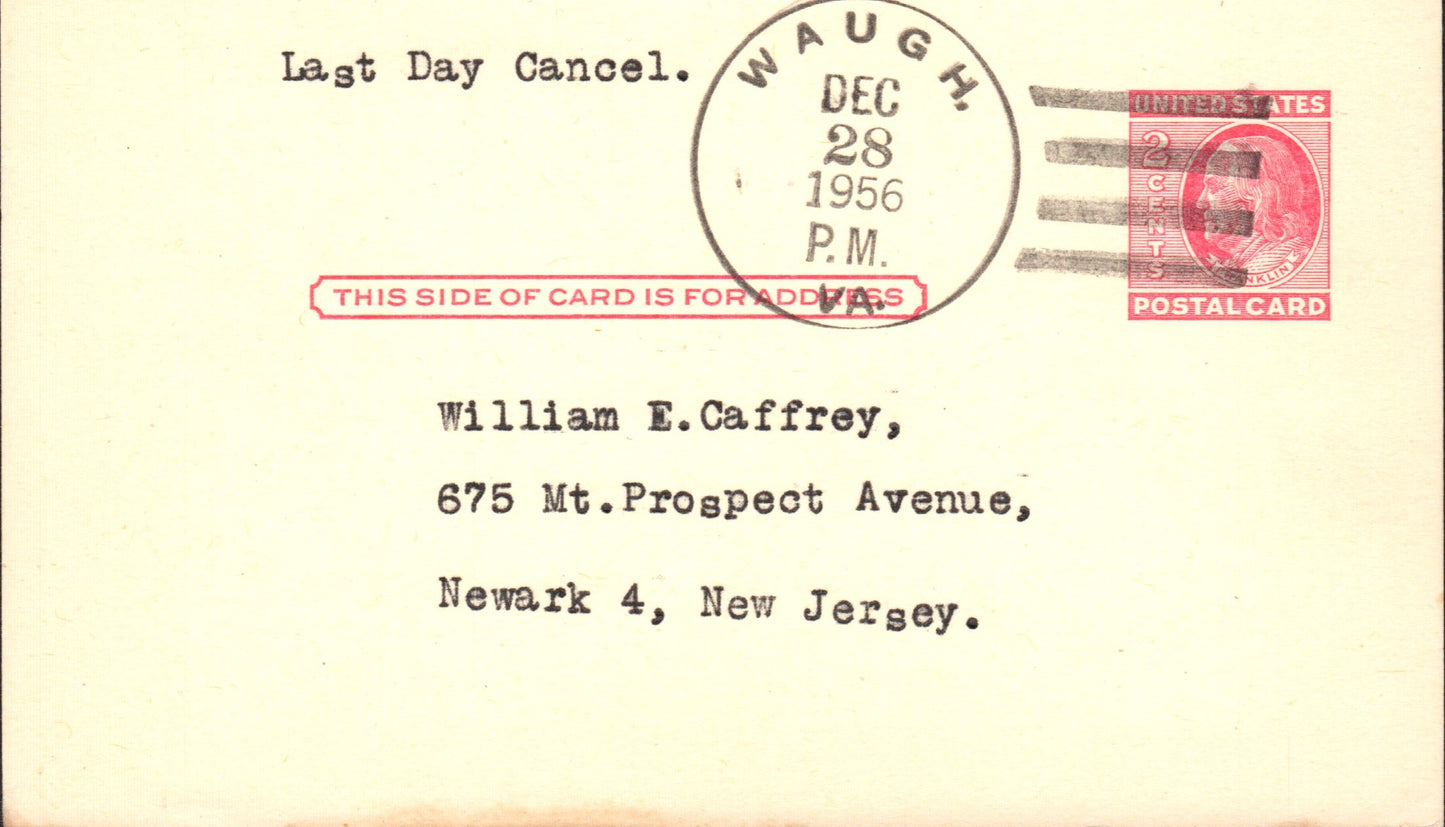 Last Day Cancel.
WAUGH,
DEC
28
1956
P.M.
VA.
UNITED STATES
2
CENTS
FRANKLIN
POSTAL CARD
THIS SIDE OF CARD IS FOR ADDRESS
William E.Caffrey,
675 Mt.Prospect Avenue,
Newark 4, New Jersey.